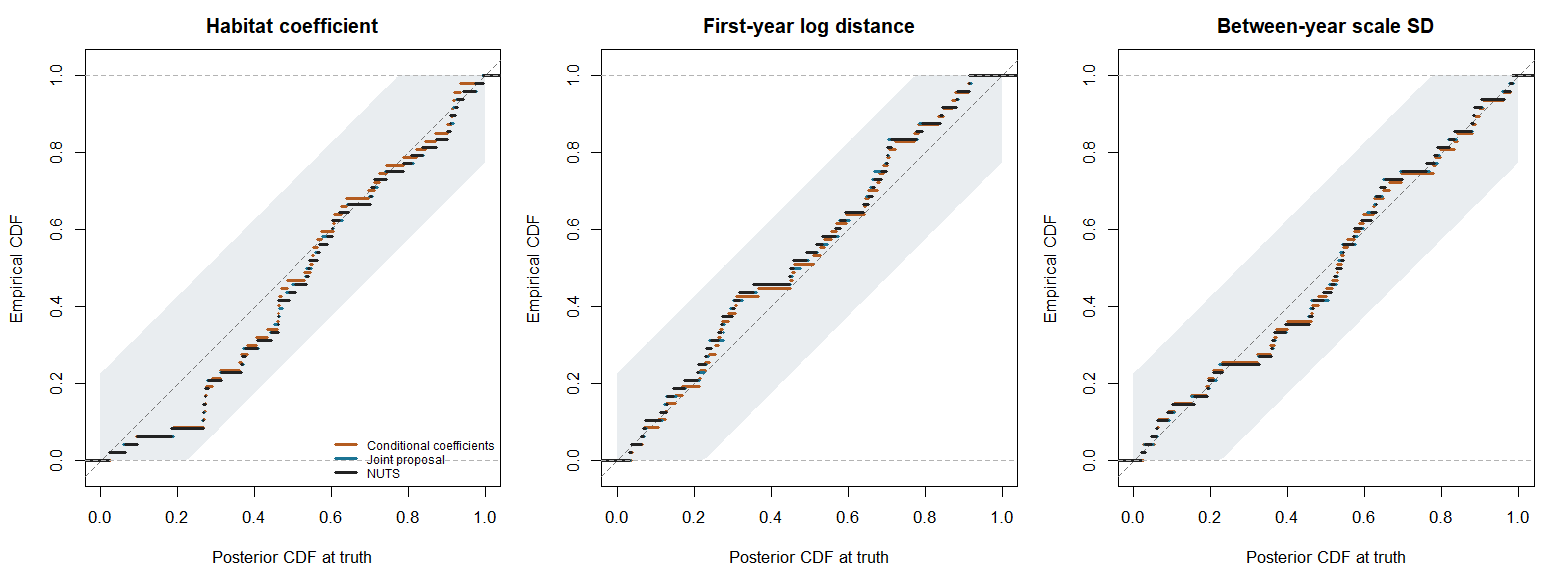 Habitat coefficient
First-year log distance
Between-year scale SD
Empirical CDF
0.0 0.2 0.4 0.6 0.8 1.0
Conditional coefficients
Joint proposal
NUTS
0.0 0.2 0.4 0.6 0.8 1.0
Posterior CDF at truth
Empirical CDF
0.0 0.2 0.4 0.6 0.8 1.0
0.0 0.2 0.4 0.6 0.8 1.0
Posterior CDF at truth
Empirical CDF
0.0 0.2 0.4 0.6 0.8 1.0
0.0 0.2 0.4 0.6 0.8 1.0
Posterior CDF at truth